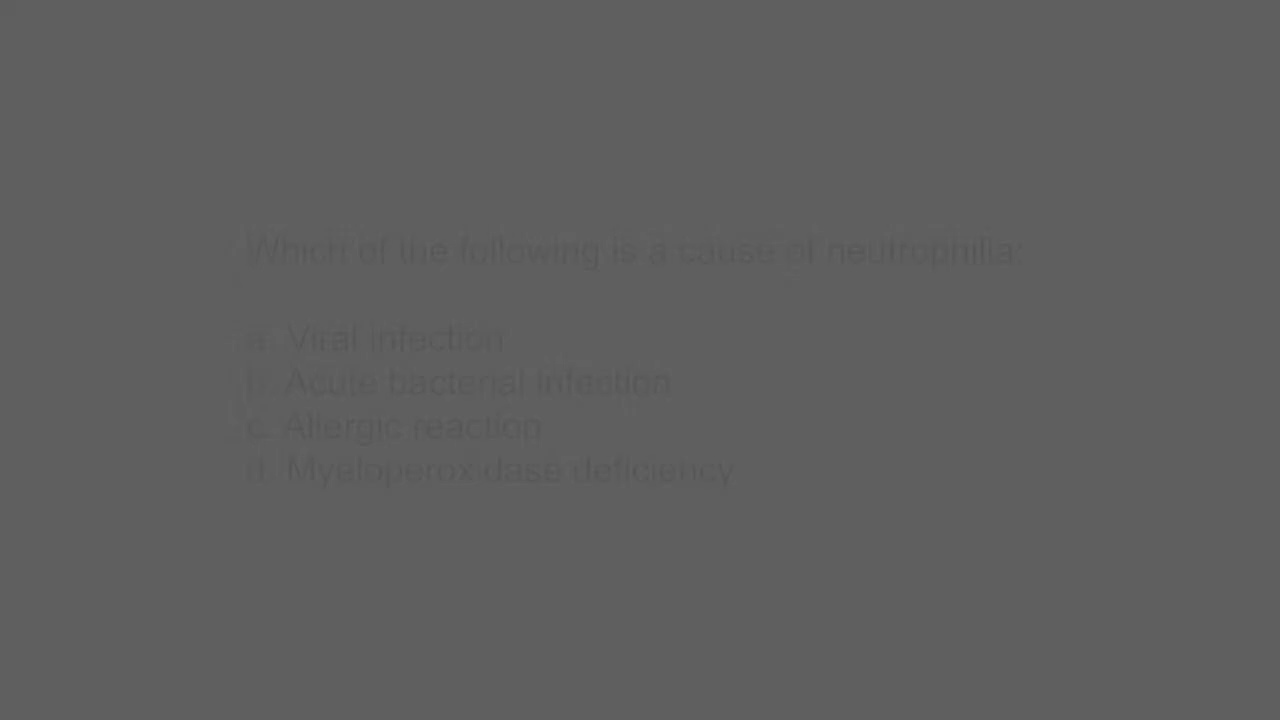 Which of the following is a cause of neutrophilia:
a. Viral infection
b. Acute bacterial infection
c. Allergic reaction
d. Myeloperoxidase deficiency